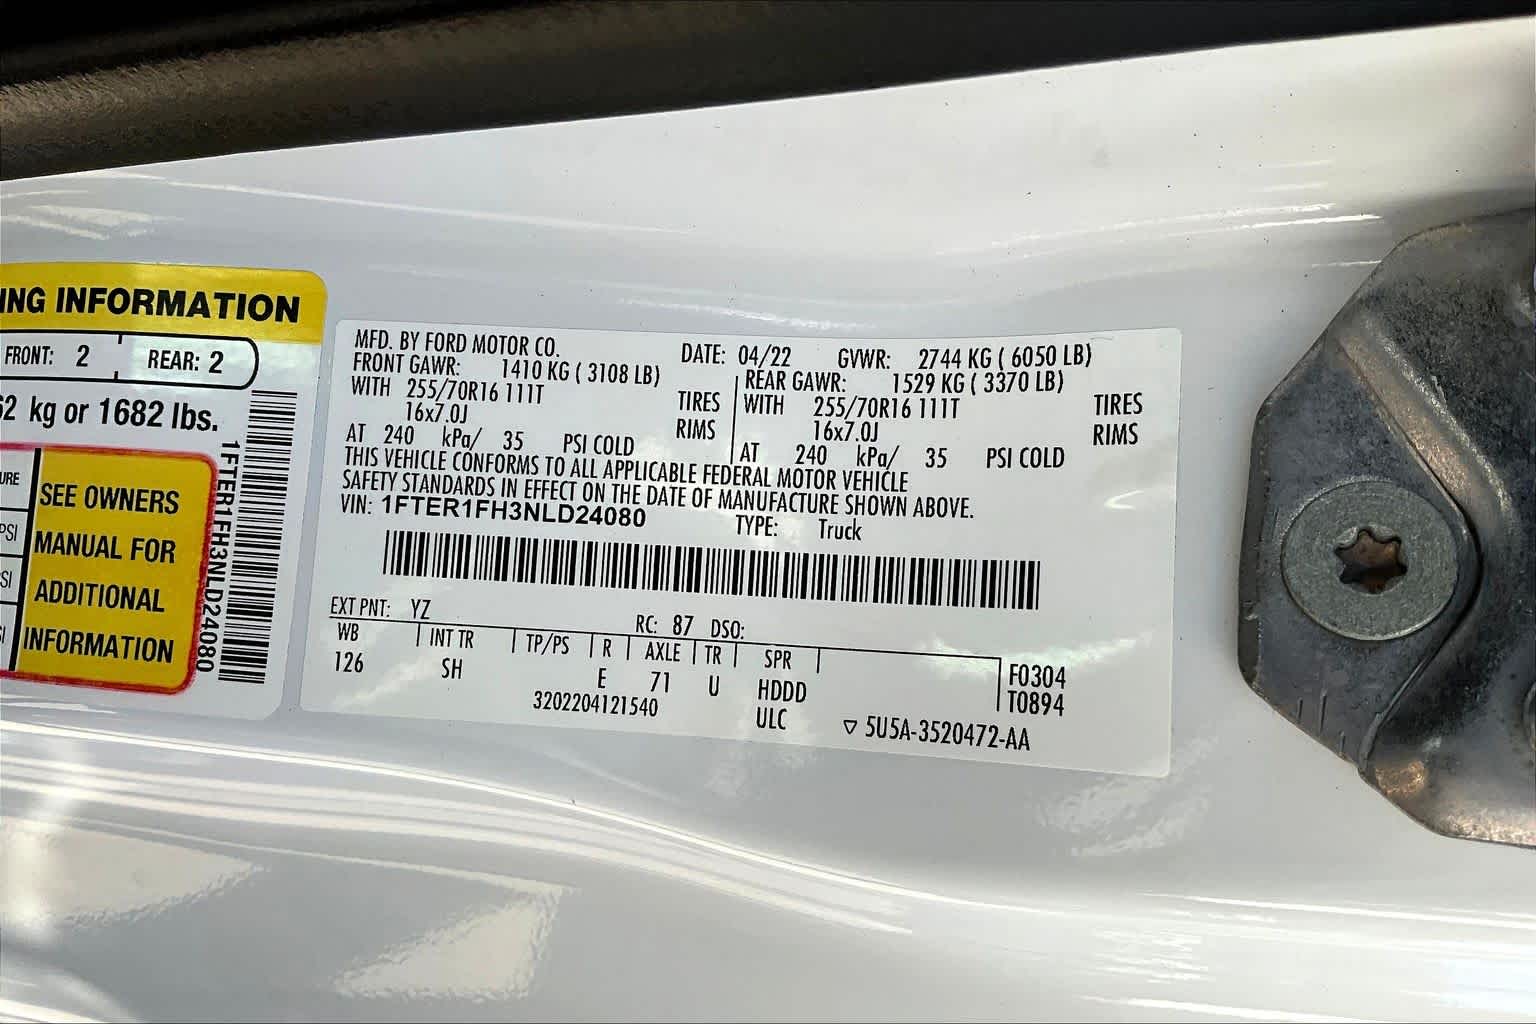 ING INFORMATION
FRONT: 2 REAR: 2
62 kg or 1682 lbs.
URE
PSI
SI
SEE OWNERS
MANUAL FOR
ADDITIONAL
INFORMATION
1FTER1FH3NLD24080
MFD. BY FORD MOTOR CO. DATE: 04/22 GVWR: 2744 KG ( 6050 LB)
FRONT GAWR: 1410 KG ( 3108 LB) REAR GAWR: 1529 KG ( 3370 LB)
WITH 255/70R16 111T TIRES WITH 255/70R16 111T TIRES
16x7.0J RIMS 16x7.0J RIMS
AT 240 kPa/ 35 PSI COLD AT 240 kPa/ 35 PSI COLD
THIS VEHICLE CONFORMS TO ALL APPLICABLE FEDERAL MOTOR VEHICLE
SAFETY STANDARDS IN EFFECT ON THE DATE OF MANUFACTURE SHOWN ABOVE.
VIN: 1FTER1FH3NLD24080 TYPE: Truck
EXT PNT: YZ RC: 87 DSO:
WB INT TR TP/PS R AXLE TR SPR F0304
126 SH E 71 U HDDD T0894
3202204121540 ULC ▽ 5U5A-3520472-AA